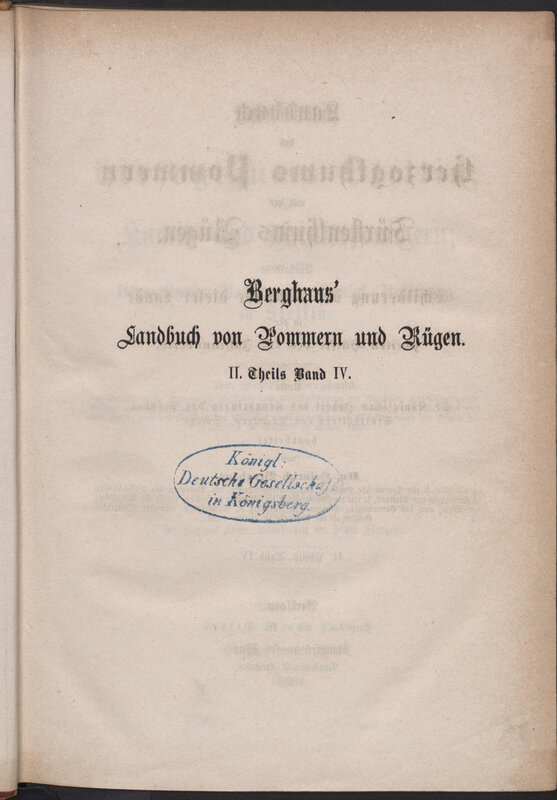 Berghaus'
Landbuch von Pommern und Rügen.
II. Theils Band IV.
Königl:
Deutsche Gesellschaft
in Königsberg.